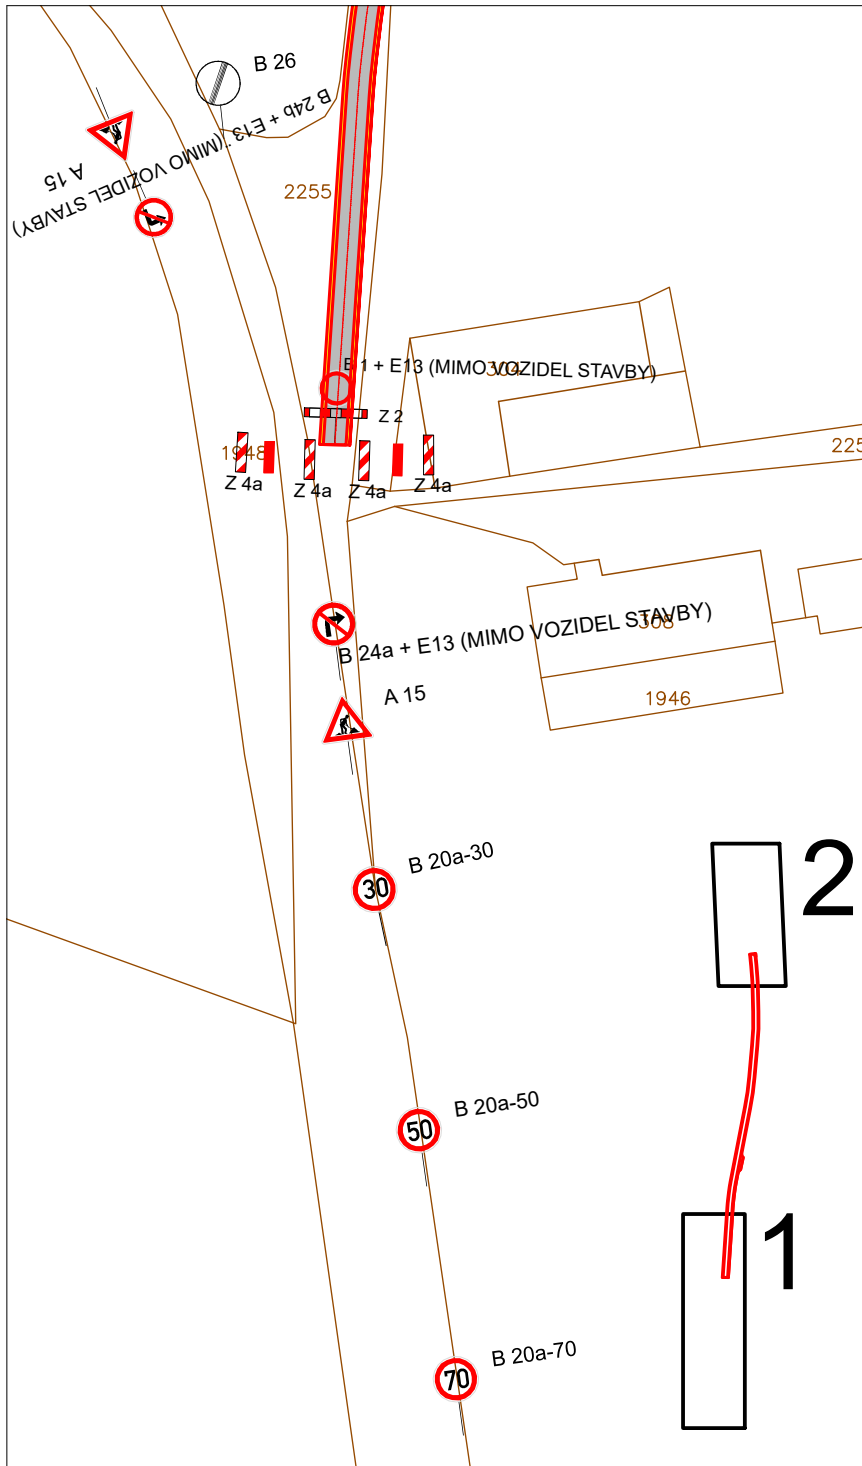 B 26
B 24b + E13 (MIMO VOZIDEL STAVBY)
A 15
2255
B 1 + E13 (MIMO VOZIDEL STAVBY)
304
Z 2
1948
225
Z 4a
Z 4a
Z 4a
Z 4a
B 24a + E13 (MIMO VOZIDEL STAVBY)
308
A 15
1946
B 20a-30
30
2
B 20a-50
50
1
B 20a-70
70